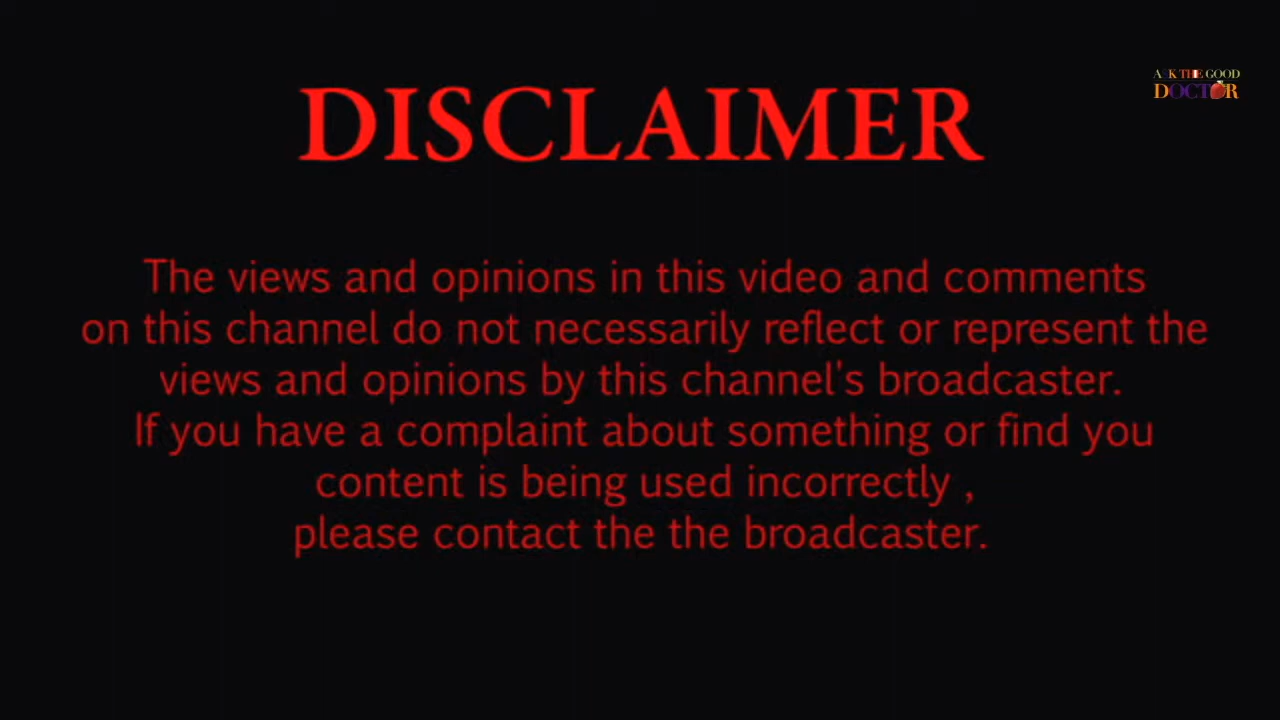 DISCLAIMER
A K THE GOOD
DOCTOR
The views and opinions in this video and comments
on this channel do not necessarily reflect or represent the
views and opinions by this channel's broadcaster.
If you have a complaint about something or find you
content is being used incorrectly ,
please contact the the broadcaster.